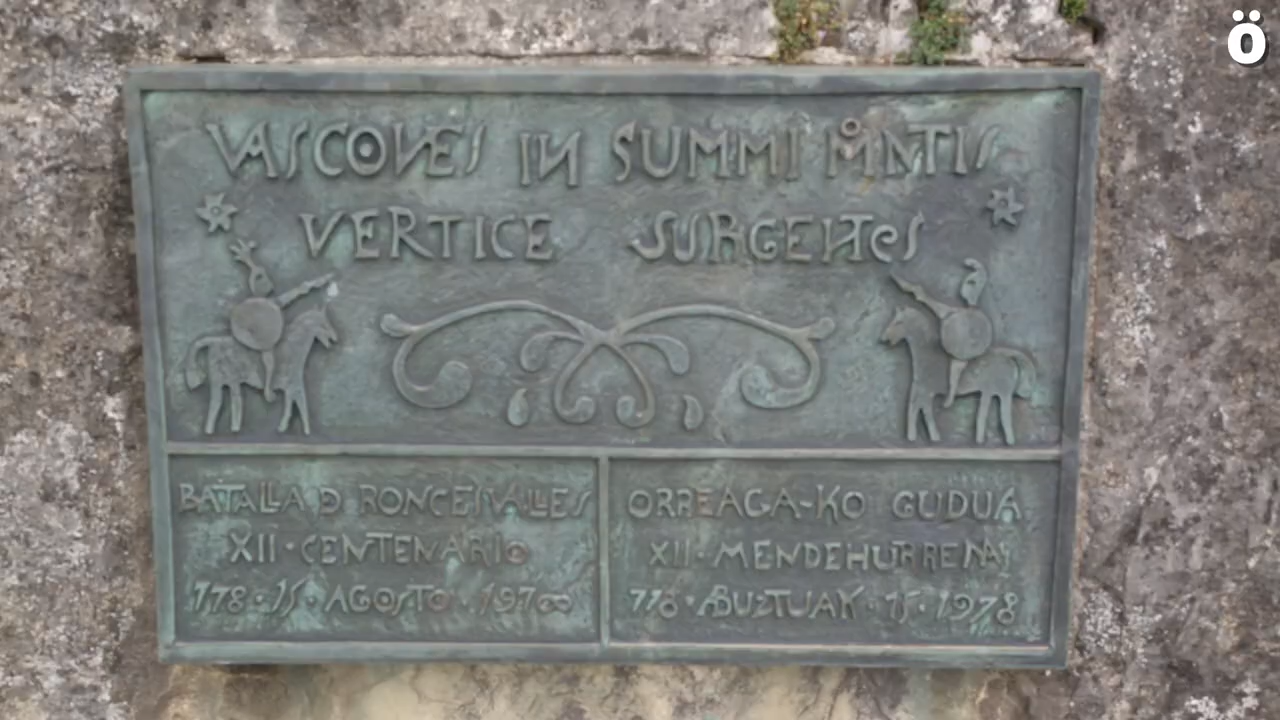 VASCONES IN SUMMI MoNTIS
VERTICE SURGENTES
BATALLA D RONCESVALLES
XII · CENTENARIO
778 · 15 · AGOSTO · 1978
ORREAGA-KO GUDUA
XII · MENDEHURRENA
778 · ABUZTUAK · 15 · 1978
ö